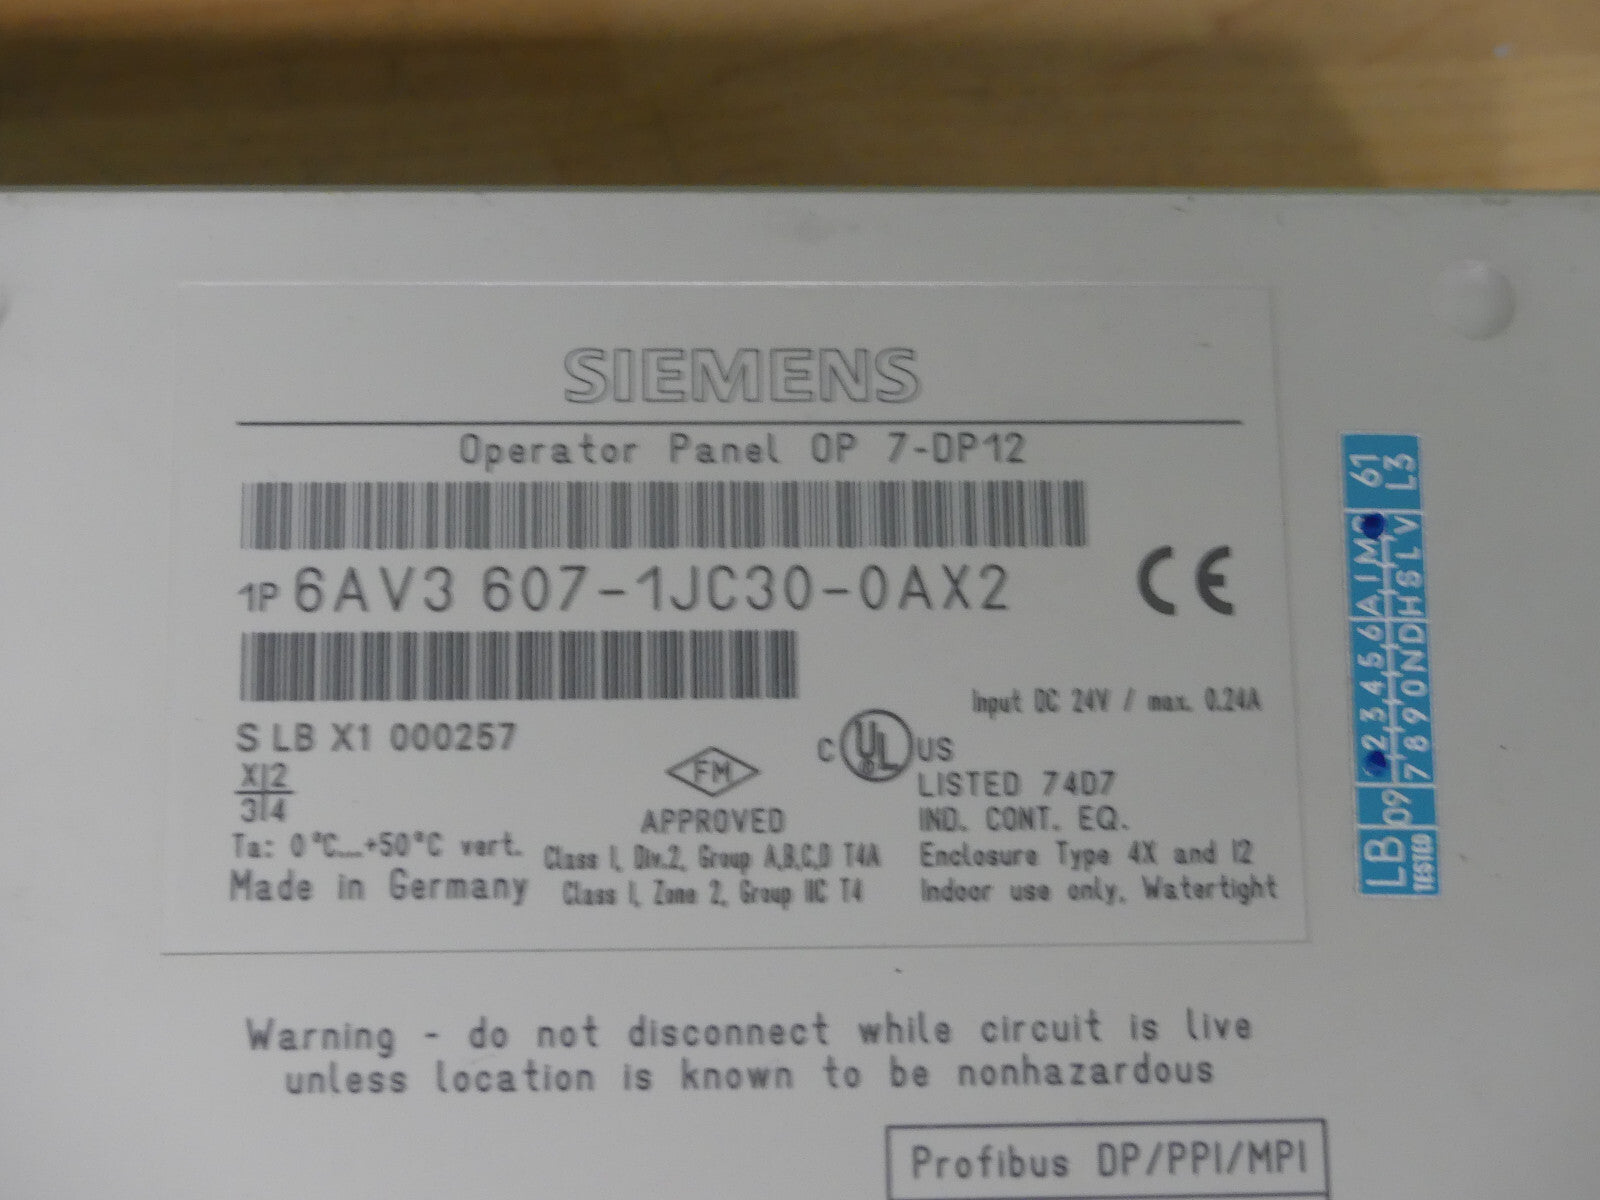 SIEMENS
Operator Panel OP 7-DP12
1P 6AV3 607-1JC30-0AX2
CE
Input DC 24V / max. 0.24A
S LB X1 000257
X|2
3|4
FM
APPROVED
C UL US
LISTED 74D7
IND. CONT. EQ.
Ta: 0°C...+50°C vert.
Class I, Div.2, Group A,B,C,D T4A
Enclosure Type 4X and 12
Made in Germany
Class I, Zone 2, Group IIC T4
Indoor use only, Watertight
Warning - do not disconnect while circuit is live
unless location is known to be nonhazardous
Profibus DP/PPI/MPI
LB 09 2 3 4 5 6 A I M 61
TESTED 7 8 9 O N D H S L V L3